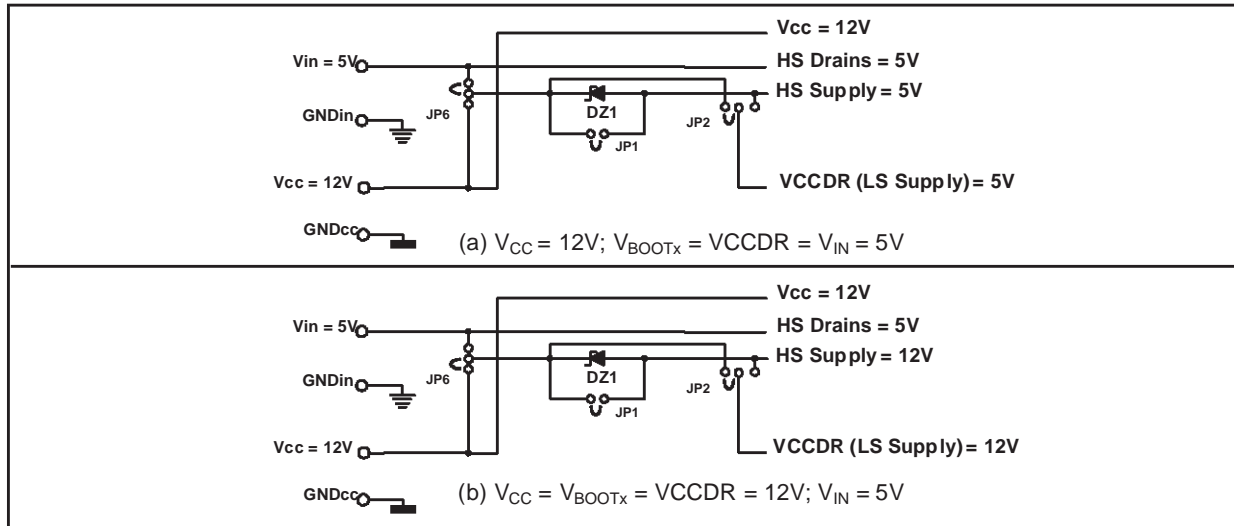 Vcc = 12V
Vin = 5V
HS Drains = 5V
HS Supply = 5V
DZ1
GNDin
JP6
JP2
JP1
Vcc = 12V
VCCDR (LS Supply) = 5V
GNDcc
(a) VCC = 12V; VBOOTx = VCCDR = VIN = 5V
Vcc = 12V
Vin = 5V
HS Drains = 5V
HS Supply = 12V
DZ1
GNDin
JP6
JP2
JP1
Vcc = 12V
VCCDR (LS Supply) = 12V
GNDcc
(b) VCC = VBOOTx = VCCDR = 12V; VIN = 5V